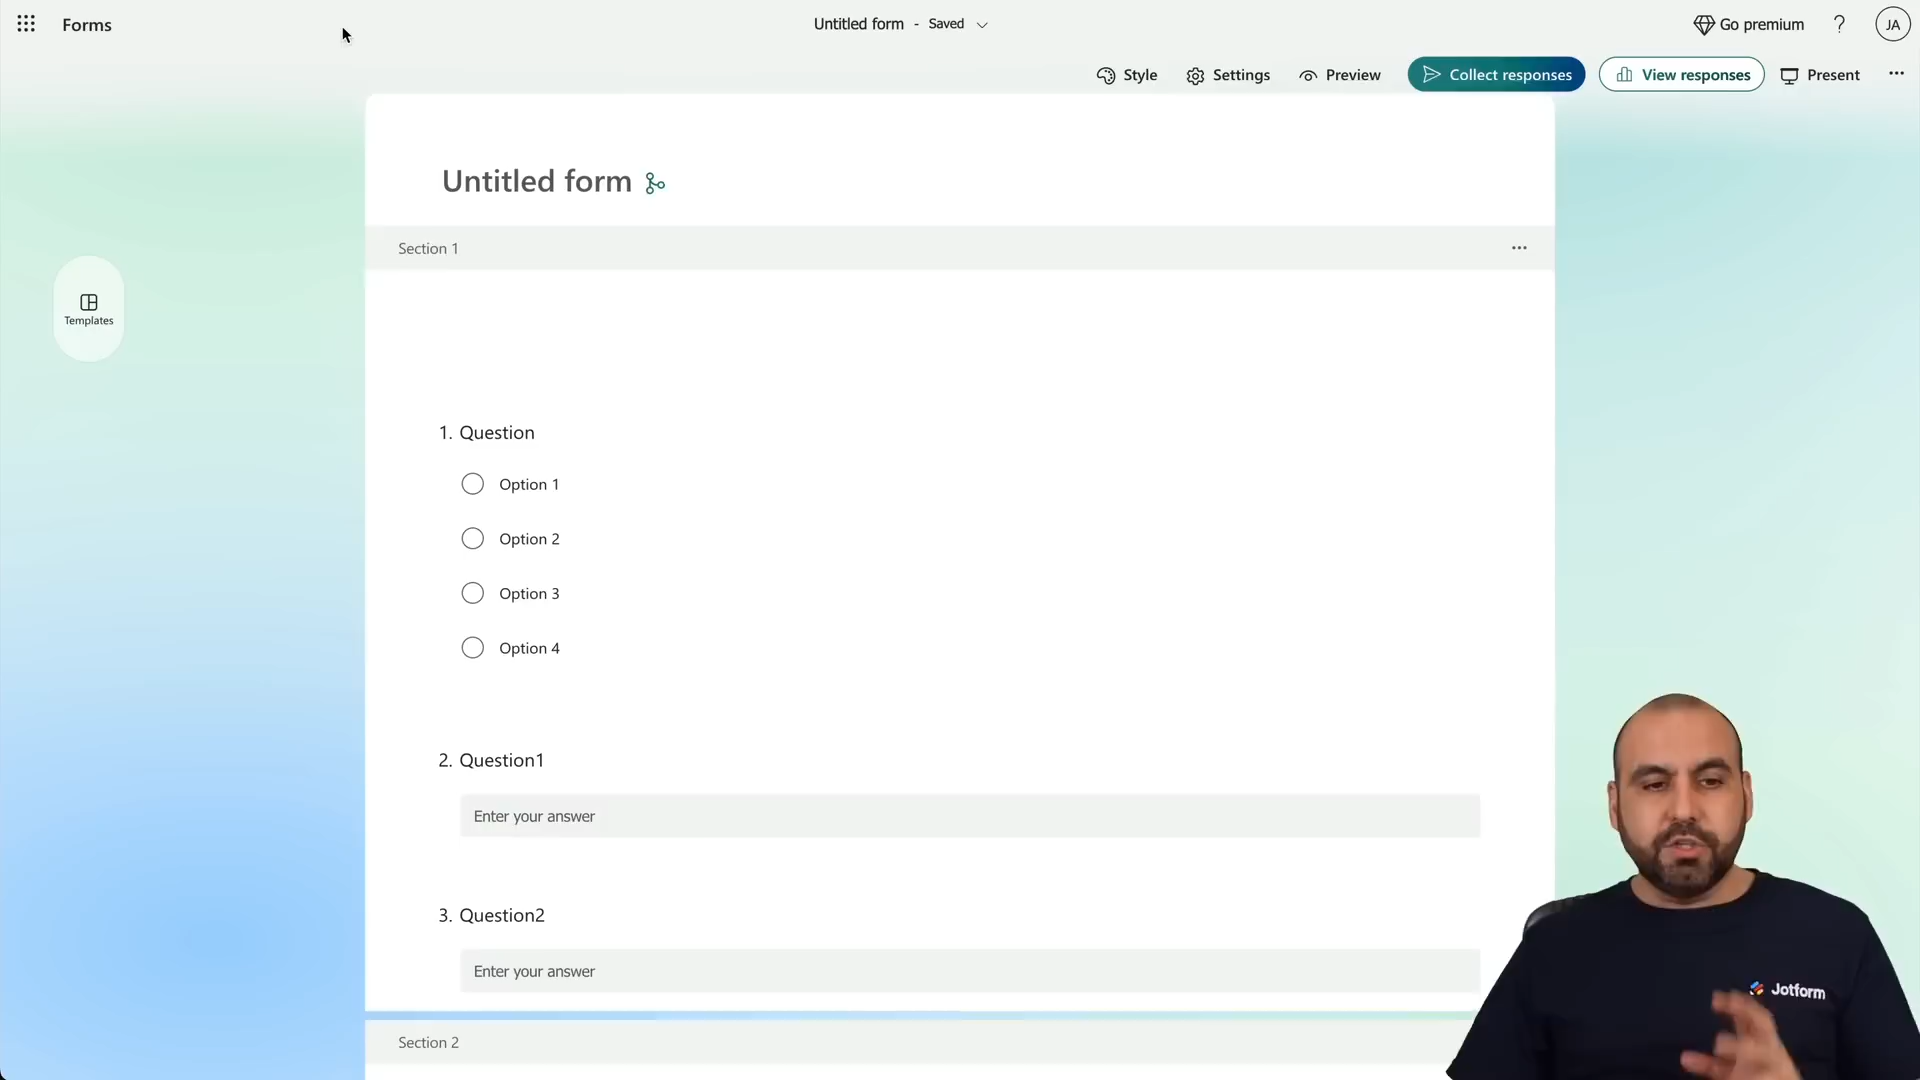 Forms
Untitled form - Saved
Go premium
?
JA
Style
Settings
Preview
Collect responses
View responses
Present
Untitled form
Section 1
Templates
1. Question
Option 1
Option 2
Option 3
Option 4
2. Question1
Enter your answer
3. Question2
Enter your answer
Jotform
Section 2